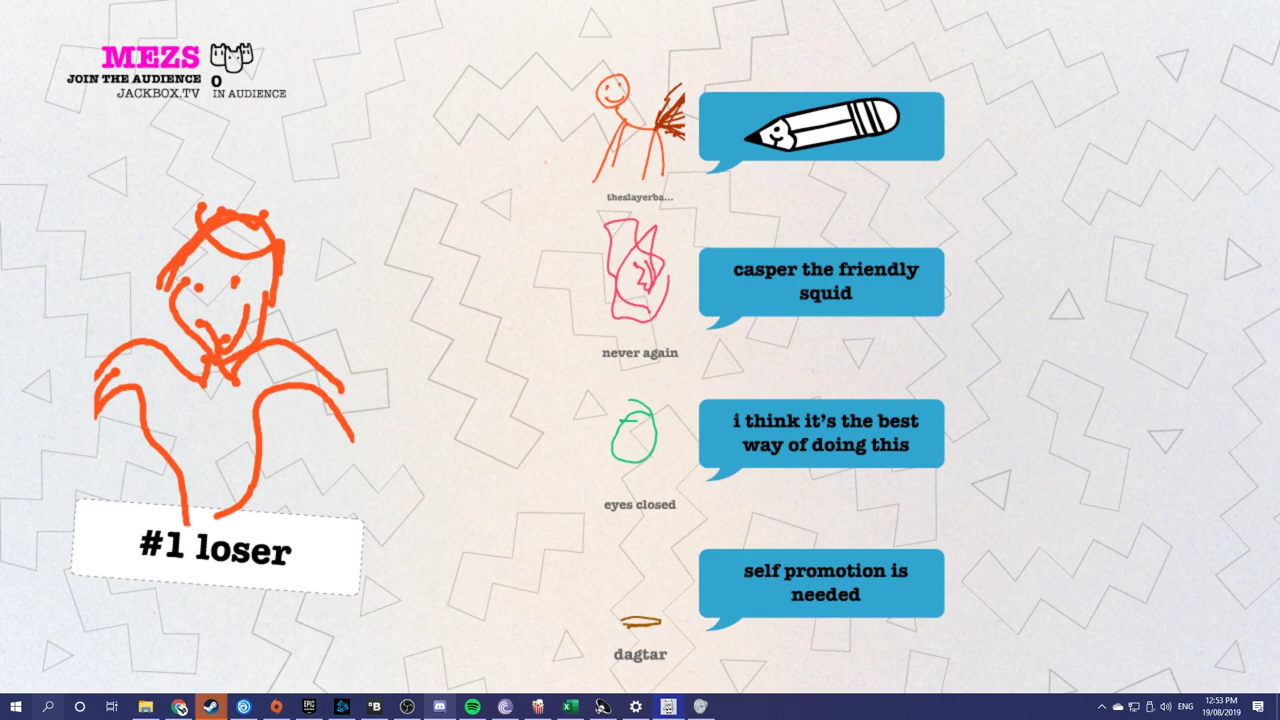 MEZS
JOIN THE AUDIENCE
JACKBOX.TV
0
IN AUDIENCE
theslayerba...
casper the friendly
squid
never again
i think it's the best
way of doing this
eyes closed
self promotion is
needed
dagtar
#1 loser
EPIC
GAMES
B
ENG
12:53 PM
19/08/2019